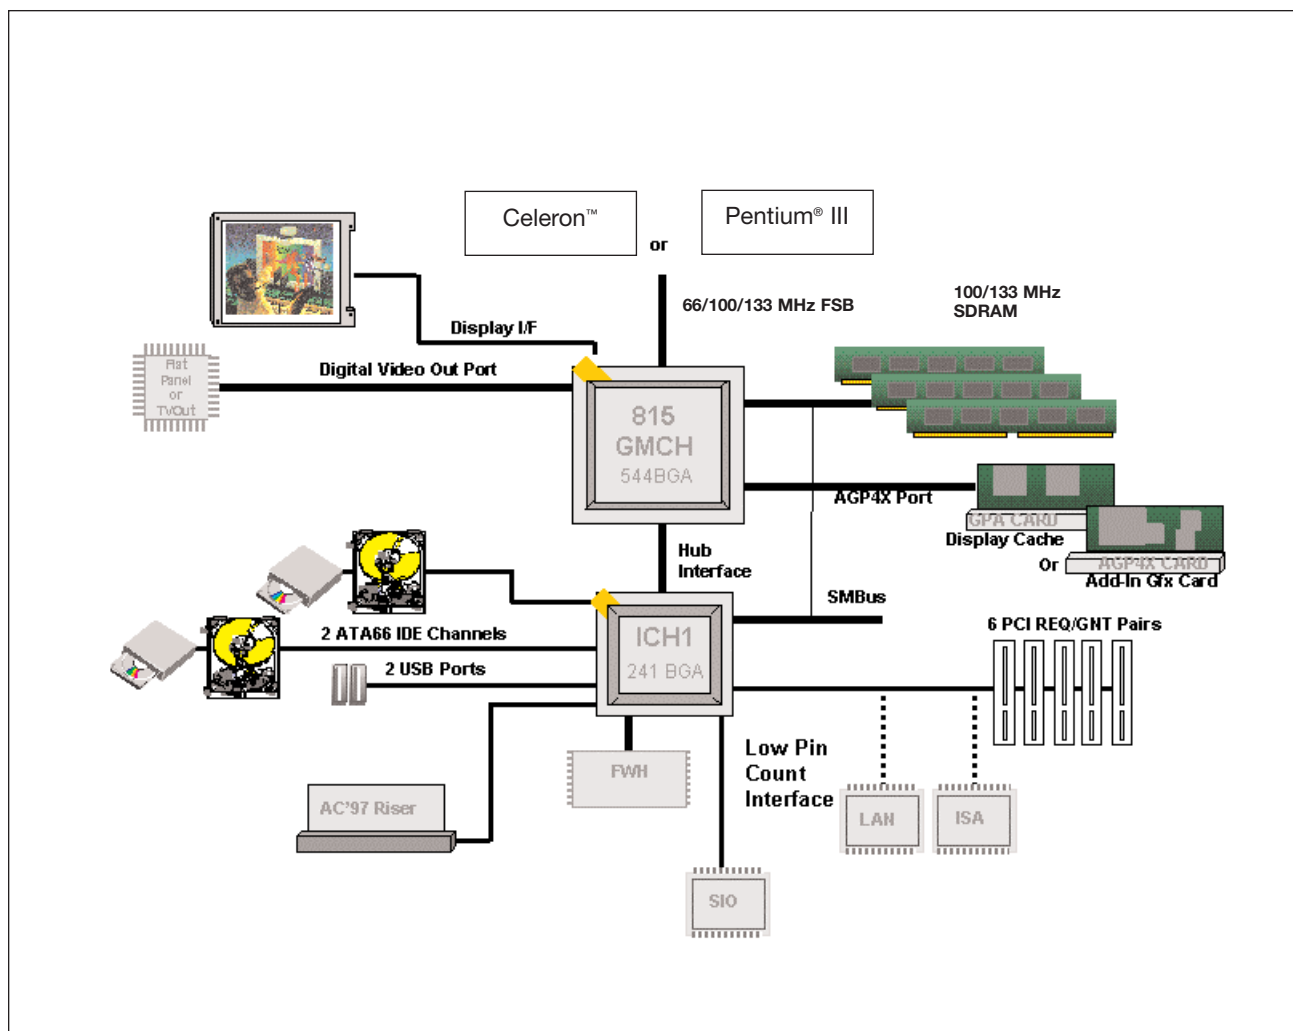 Celeron™
Pentium® III
or
66/100/133 MHz FSB
100/133 MHz
SDRAM
Display I/F
Digital Video Out Port
Flat
Panel
or
TVOut
815
GMCH
544BGA
AGP4X Port
GPA CARD
Display Cache
Or
AGP4X CARD
Add-In Gfx Card
Hub
Interface
SMBus
2 ATA66 IDE Channels
ICH1
241 BGA
6 PCI REQ/GNT Pairs
2 USB Ports
Low Pin
Count
Interface
FWH
AC'97 Riser
LAN
ISA
SIO